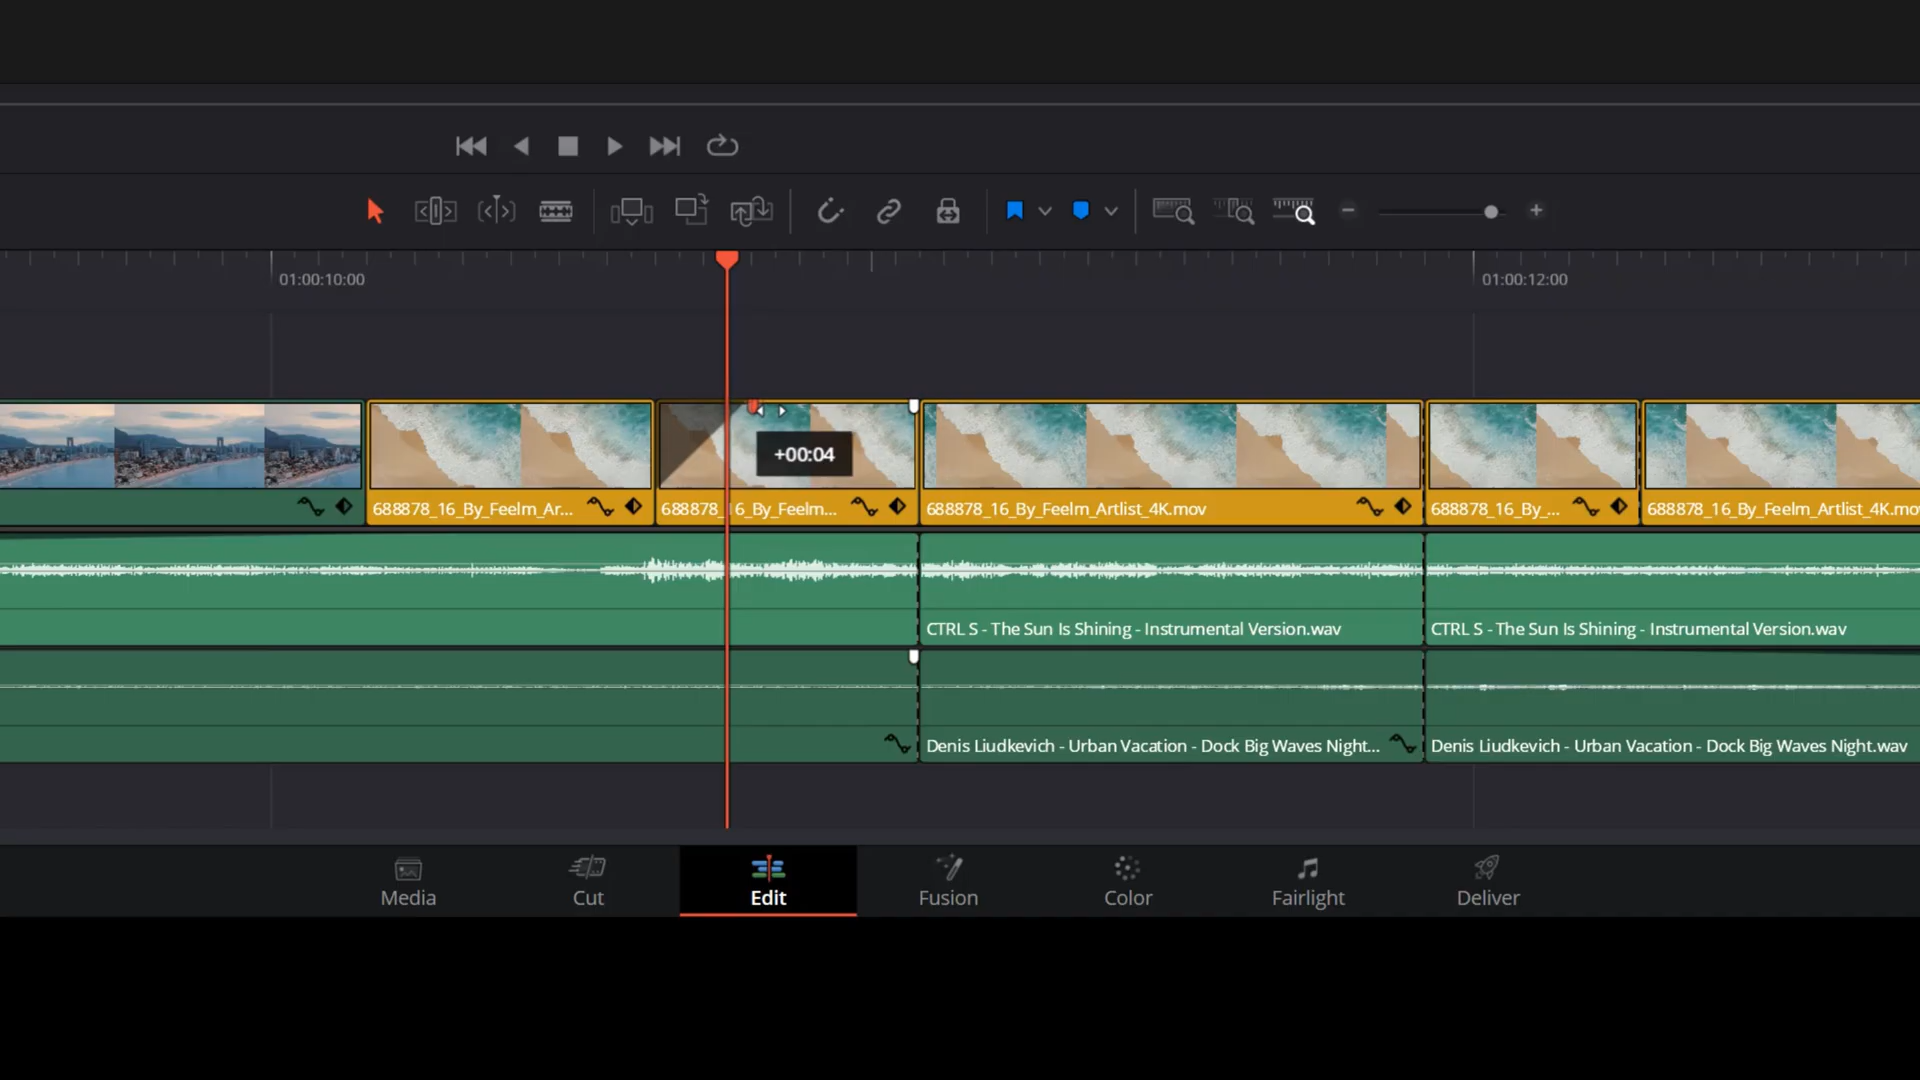 01:00:10:00
01:00:12:00
+00:04
688878_16_By_Feelm_Ar...
688878_16_By_Feelm...
688878_16_By_Feelm_Artlist_4K.mov
688878_16_By_...
688878_16_By_Feelm_Artlist_4K.mov
CTRL S - The Sun Is Shining - Instrumental Version.wav
CTRL S - The Sun Is Shining - Instrumental Version.wav
Denis Liudkevich - Urban Vacation - Dock Big Waves Night...
Denis Liudkevich - Urban Vacation - Dock Big Waves Night.wav
Media
Cut
Edit
Fusion
Color
Fairlight
Deliver